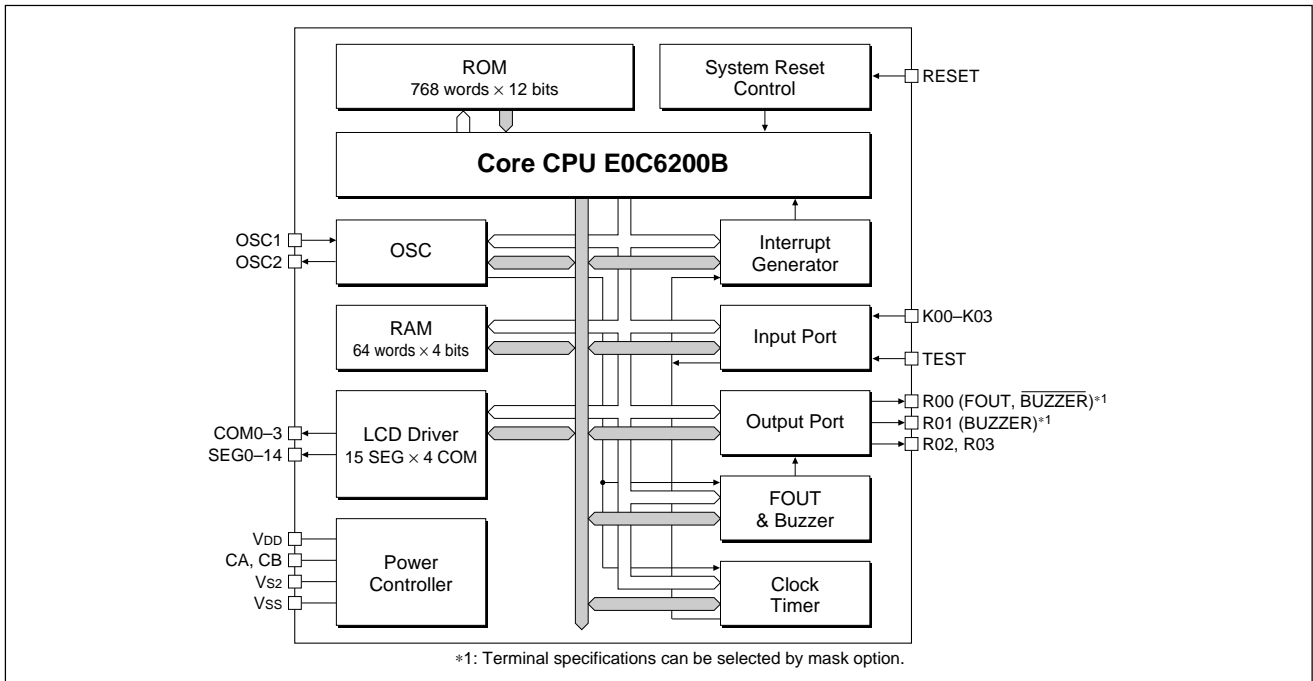 ROM
768 words × 12 bits
System Reset
Control
RESET
Core CPU E0C6200B
OSC1
OSC2
OSC
Interrupt
Generator
RAM
64 words × 4 bits
Input Port
K00–K03
TEST
COM0–3
SEG0–14
LCD Driver
15 SEG × 4 COM
Output Port
R00 (FOUT, BUZZER)*1
R01 (BUZZER)*1
R02, R03
FOUT
& Buzzer
VDD
CA, CB
VS2
VSS
Power
Controller
Clock
Timer
*1: Terminal specifications can be selected by mask option.